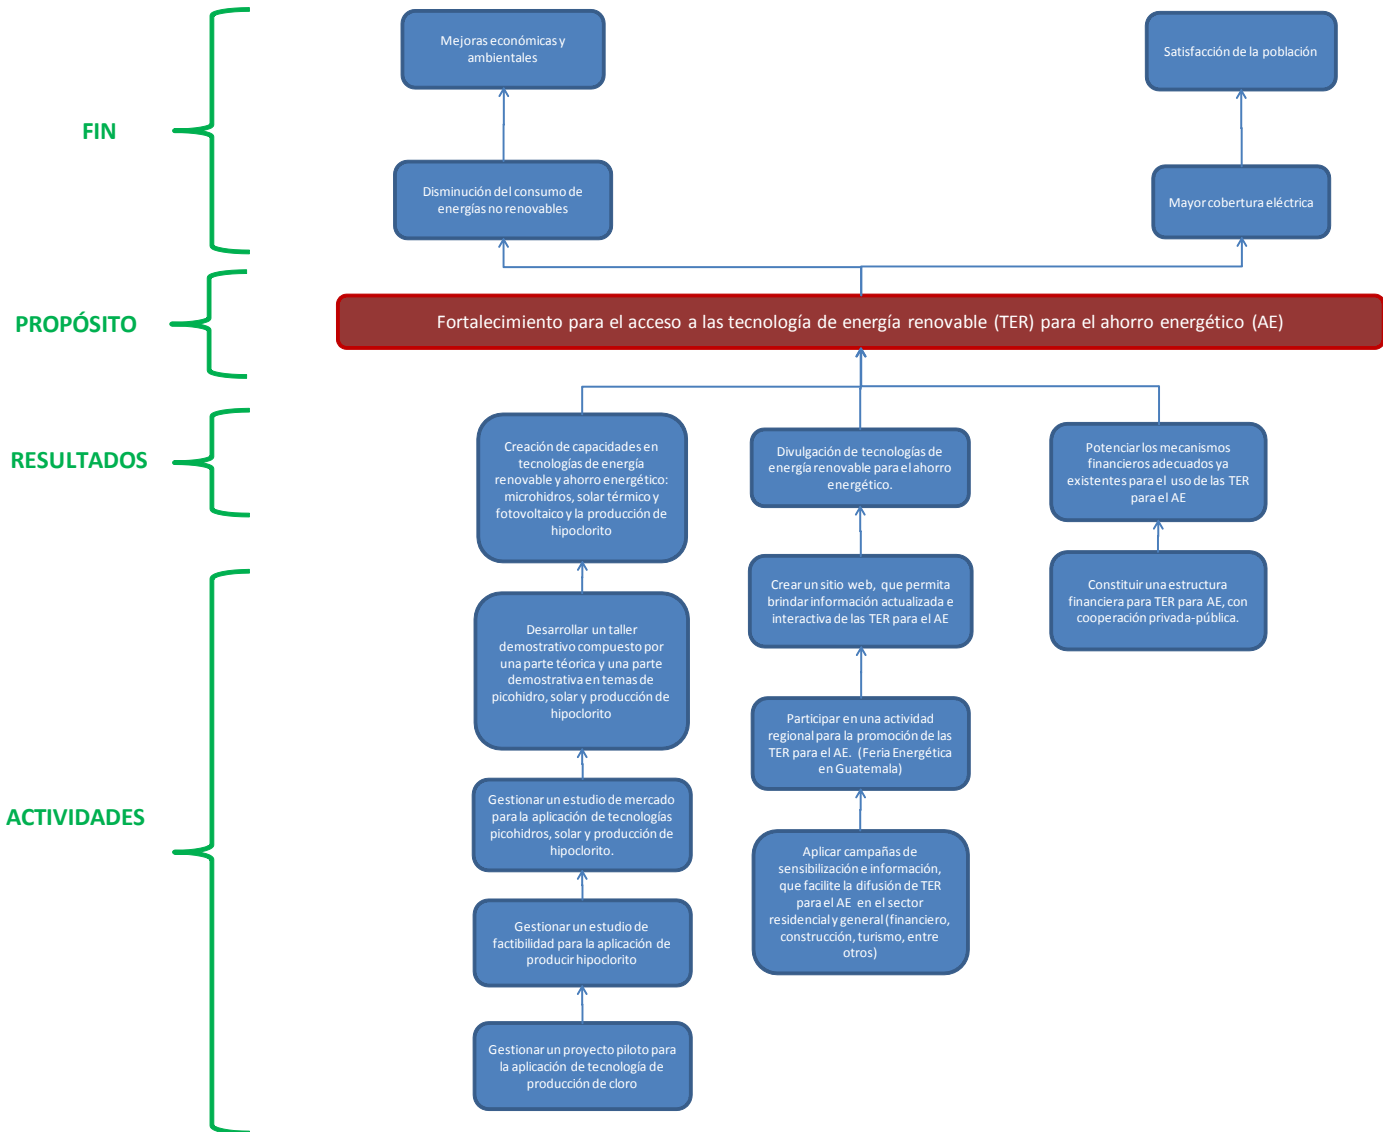 Mejoras económicas y
ambientales
Satisfacción de la población
FIN
Disminución del consumo de
energías no renovables
Mayor cobertura eléctrica
PROPÓSITO
Fortalecimiento para el acceso a las tecnología de energía renovable (TER) para el ahorro energético (AE)
RESULTADOS
Creación de capacidades en
tecnologías de energía
renovable y ahorro energético:
microhidros, solar térmico y
fotovoltaico y la producción de
hipoclorito
Divulgación de tecnologías de
energía renovable para el ahorro
energético.
Potenciar los mecanismos
financieros adecuados ya
existentes para el uso de las TER
para el AE
ACTIVIDADES
Desarrollar un taller
demostrativo compuesto por
una parte téorica y una parte
demostrativa en temas de
picohidro, solar y producción de
hipoclorito
Crear un sitio web, que permita
brindar información actualizada e
interactiva de las TER para el AE
Constituir una estructura
financiera para TER para AE, con
cooperación privada-pública.
Gestionar un estudio de mercado
para la aplicación de tecnologías
picohidros, solar y producción de
hipoclorito.
Participar en una actividad
regional para la promoción de las
TER para el AE. (Feria Energética
en Guatemala)
Gestionar un estudio de
factibilidad para la aplicación de
producir hipoclorito
Aplicar campañas de
sensibilización e información,
que facilite la difusión de TER
para el AE en el sector
residencial y general (financiero,
construcción, turismo, entre
otros)
Gestionar un proyecto piloto para
la aplicación de tecnología de
producción de cloro